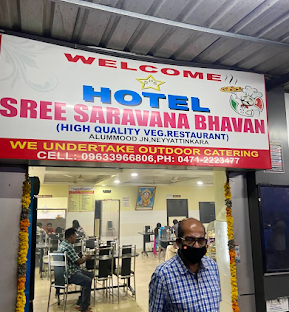 WELCOME
HOTEL
SREE SARAVANA BHAVAN
(HIGH QUALITY VEG.RESTAURANT)
ALUMMOOD JN.NEYYATTINKARA
WE UNDERTAKE OUTDOOR CATERING
CELL: 09633966806,PH: 0471-2223477